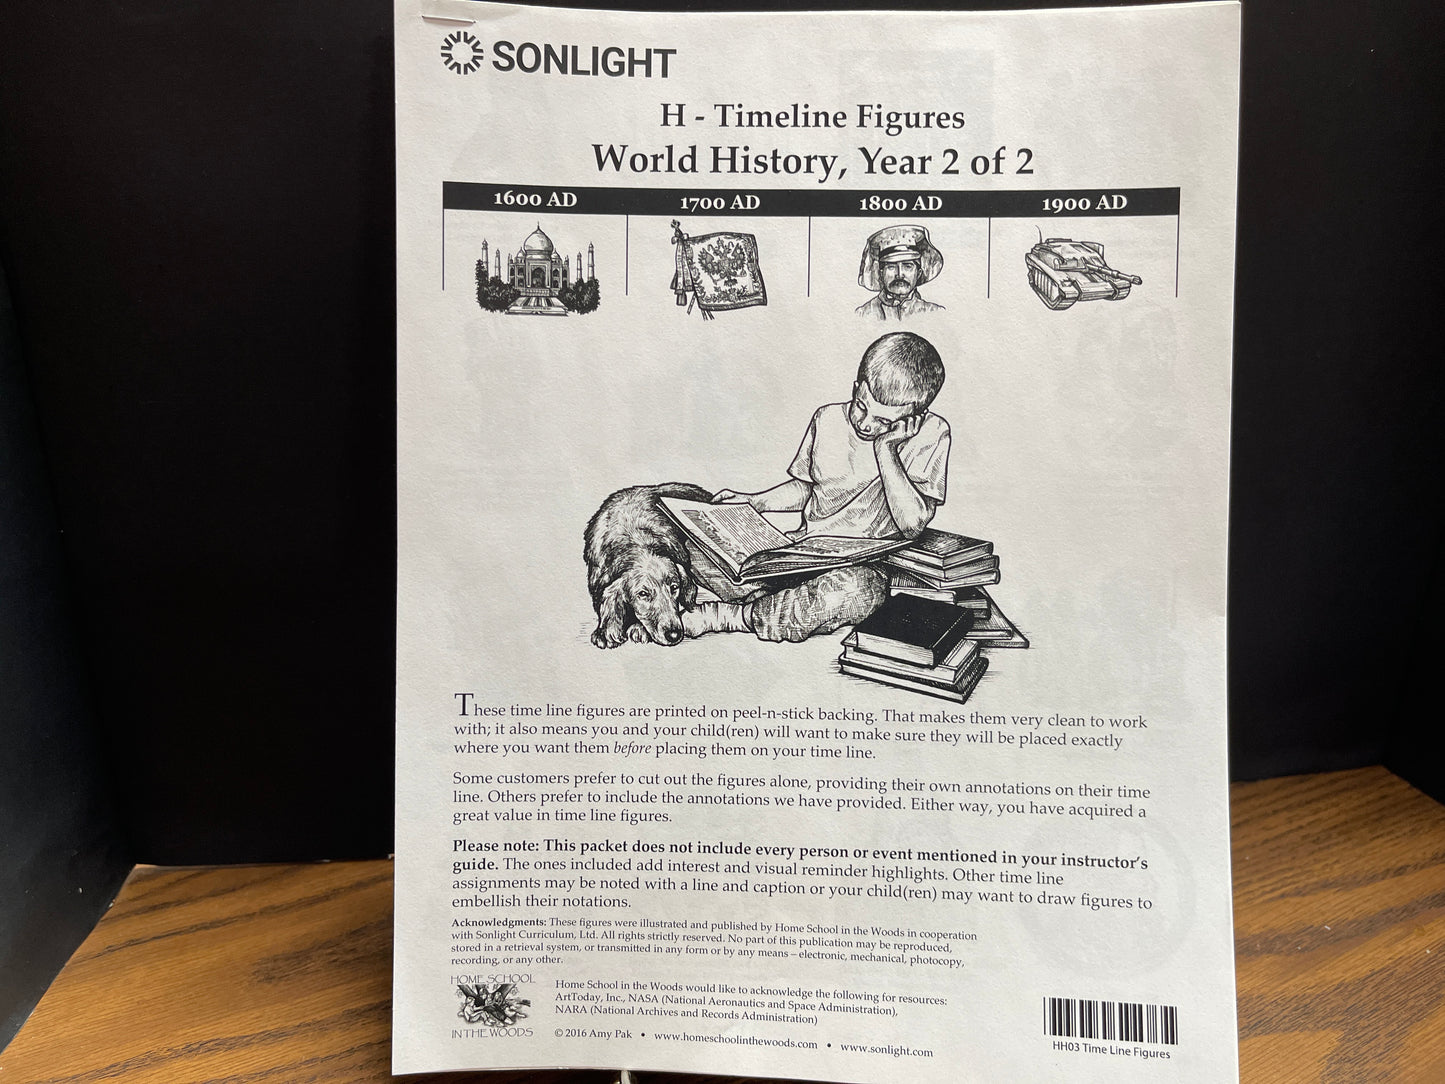 SONLIGHT
H - Timeline Figures
World History, Year 2 of 2
1600 AD 1700 AD 1800 AD 1900 AD
These time line figures are printed on peel-n-stick backing. That makes them very clean to work
with; it also means you and your child(ren) will want to make sure they will be placed exactly
where you want them before placing them on your time line.
Some customers prefer to cut out the figures alone, providing their own annotations on their time
line. Others prefer to include the annotations we have provided. Either way, you have acquired a
great value in time line figures.
Please note: This packet does not include every person or event mentioned in your instructor's
guide. The ones included add interest and visual reminder highlights. Other time line
assignments may be noted with a line and caption or your child(ren) may want to draw figures to
embellish their notations.
Acknowledgments: These figures were illustrated and published by Home School in the Woods in cooperation
with Sonlight Curriculum, Ltd. All rights strictly reserved. No part of this publication may be reproduced,
stored in a retrieval system, or transmitted in any form or by any means – electronic, mechanical, photocopy,
recording, or any other.
HOME SCHOOL
IN THE WOODS
Home School in the Woods would like to acknowledge the following for resources:
ArtToday, Inc., NASA (National Aeronautics and Space Administration),
NARA (National Archives and Records Administration)
© 2016 Amy Pak • www.homeschoolinthewoods.com • www.sonlight.com
HH03 Time Line Figures